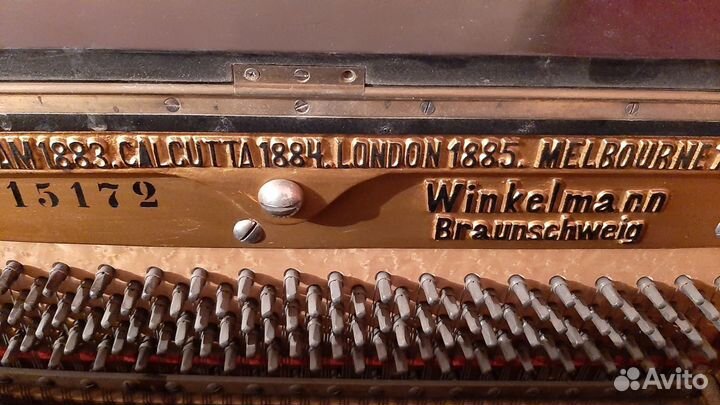 AM 1883. CALCUTTA 1884. LONDON 1885. MELBOURNE
15172
Winkelmann
Braunschweig
Avito